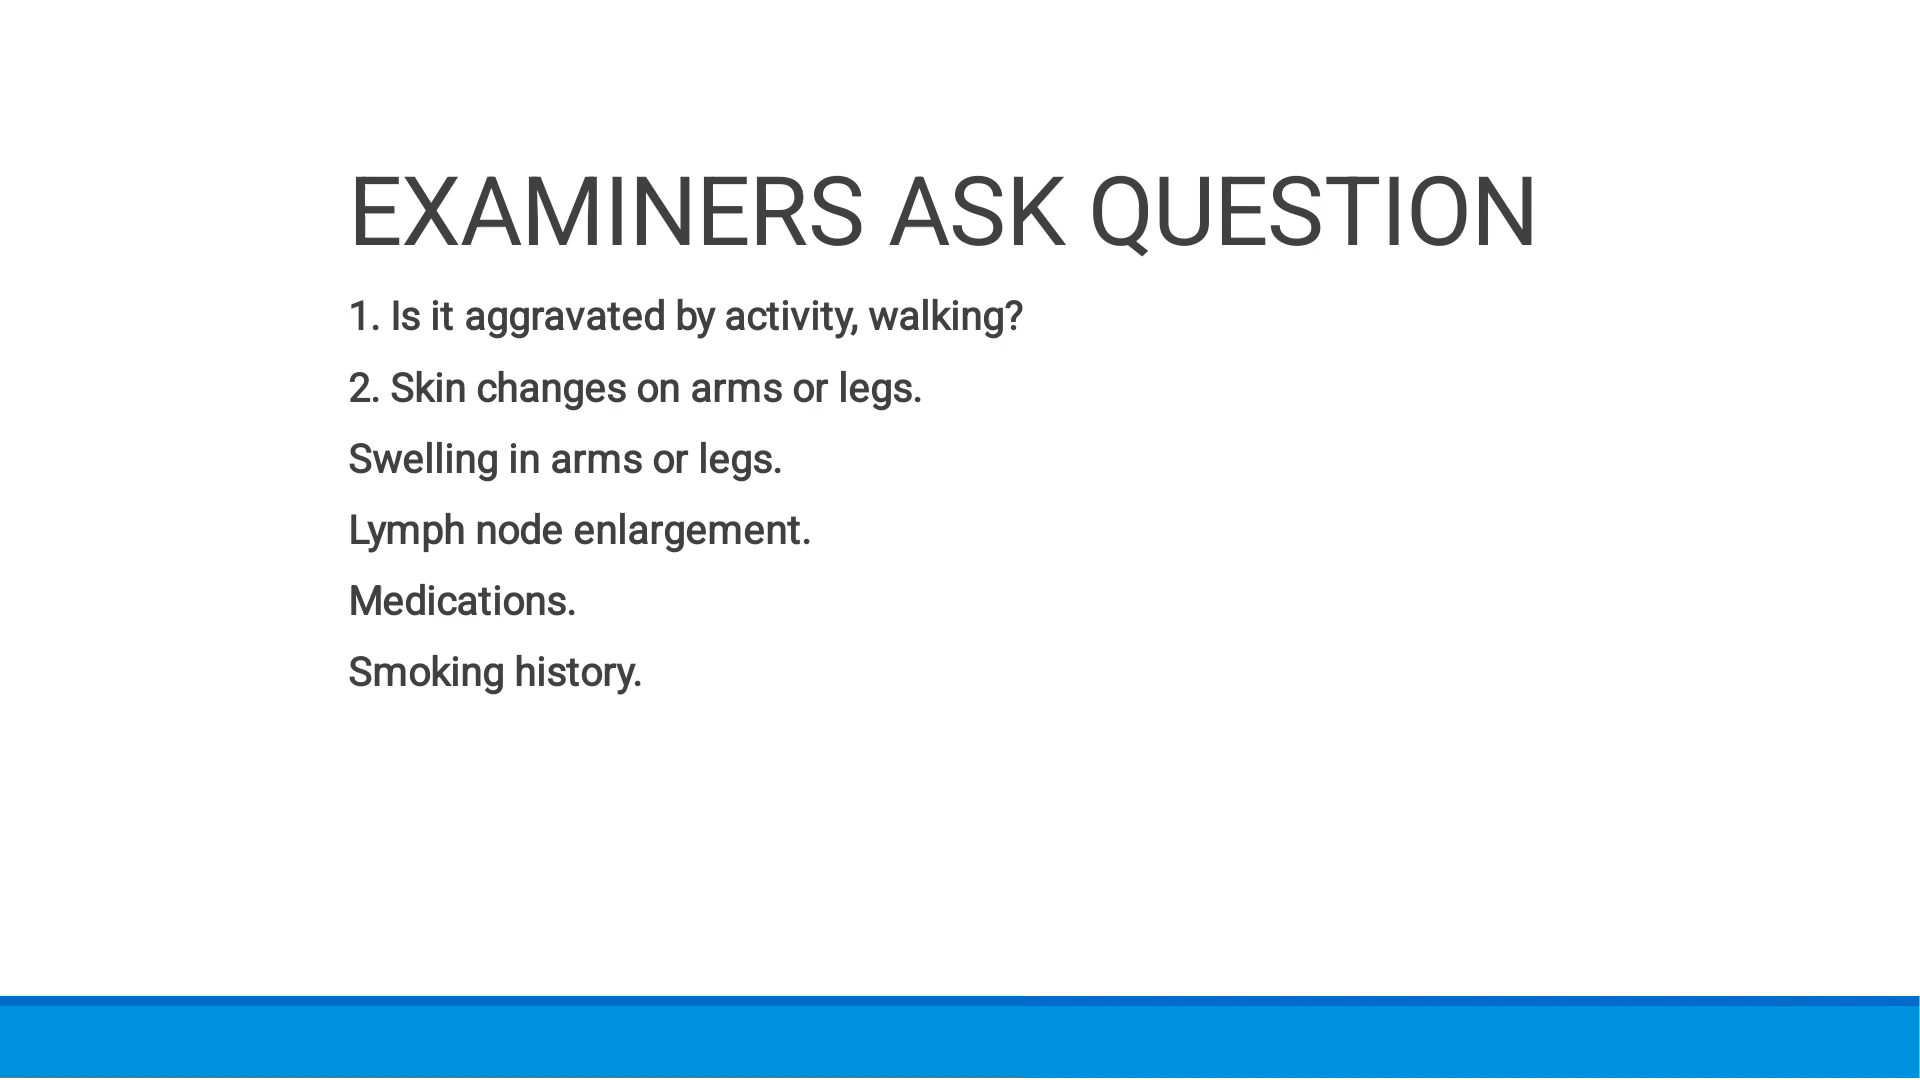 EXAMINERS ASK QUESTION
1. Is it aggravated by activity, walking?
2. Skin changes on arms or legs.
Swelling in arms or legs.
Lymph node enlargement.
Medications.
Smoking history.